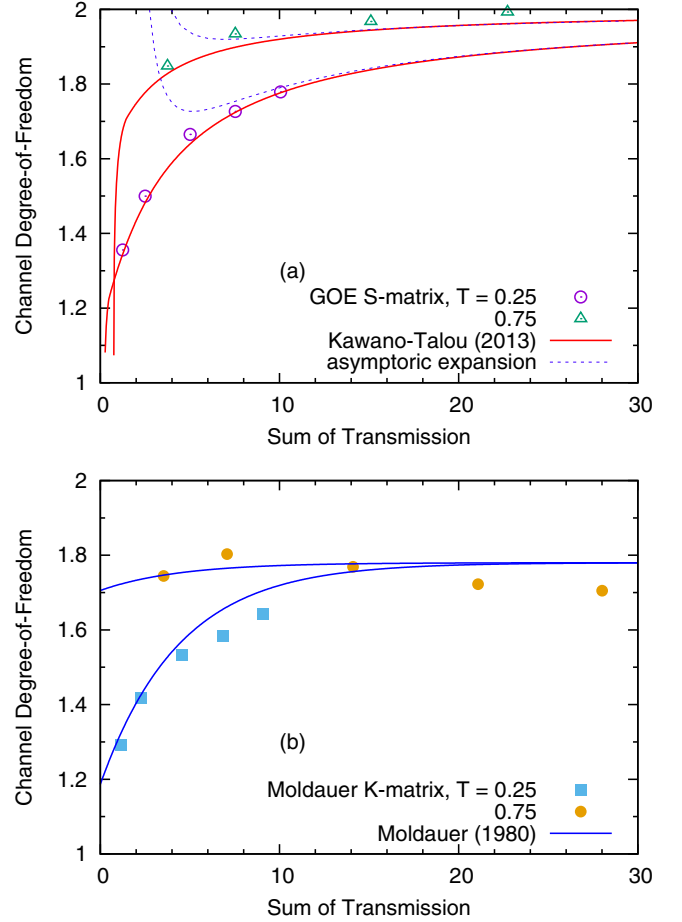 2
1.8
1.6
1.4
1.2
1
Channel Degree-of-Freedom
(a)
GOE S-matrix, T = 0.25
0.75
Kawano-Talou (2013)
asymptoric expansion
0 10 20 30
Sum of Transmission
2
1.8
1.6
1.4
1.2
1
Channel Degree-of-Freedom
(b)
Moldauer K-matrix, T = 0.25
0.75
Moldauer (1980)
0 10 20 30
Sum of Transmission